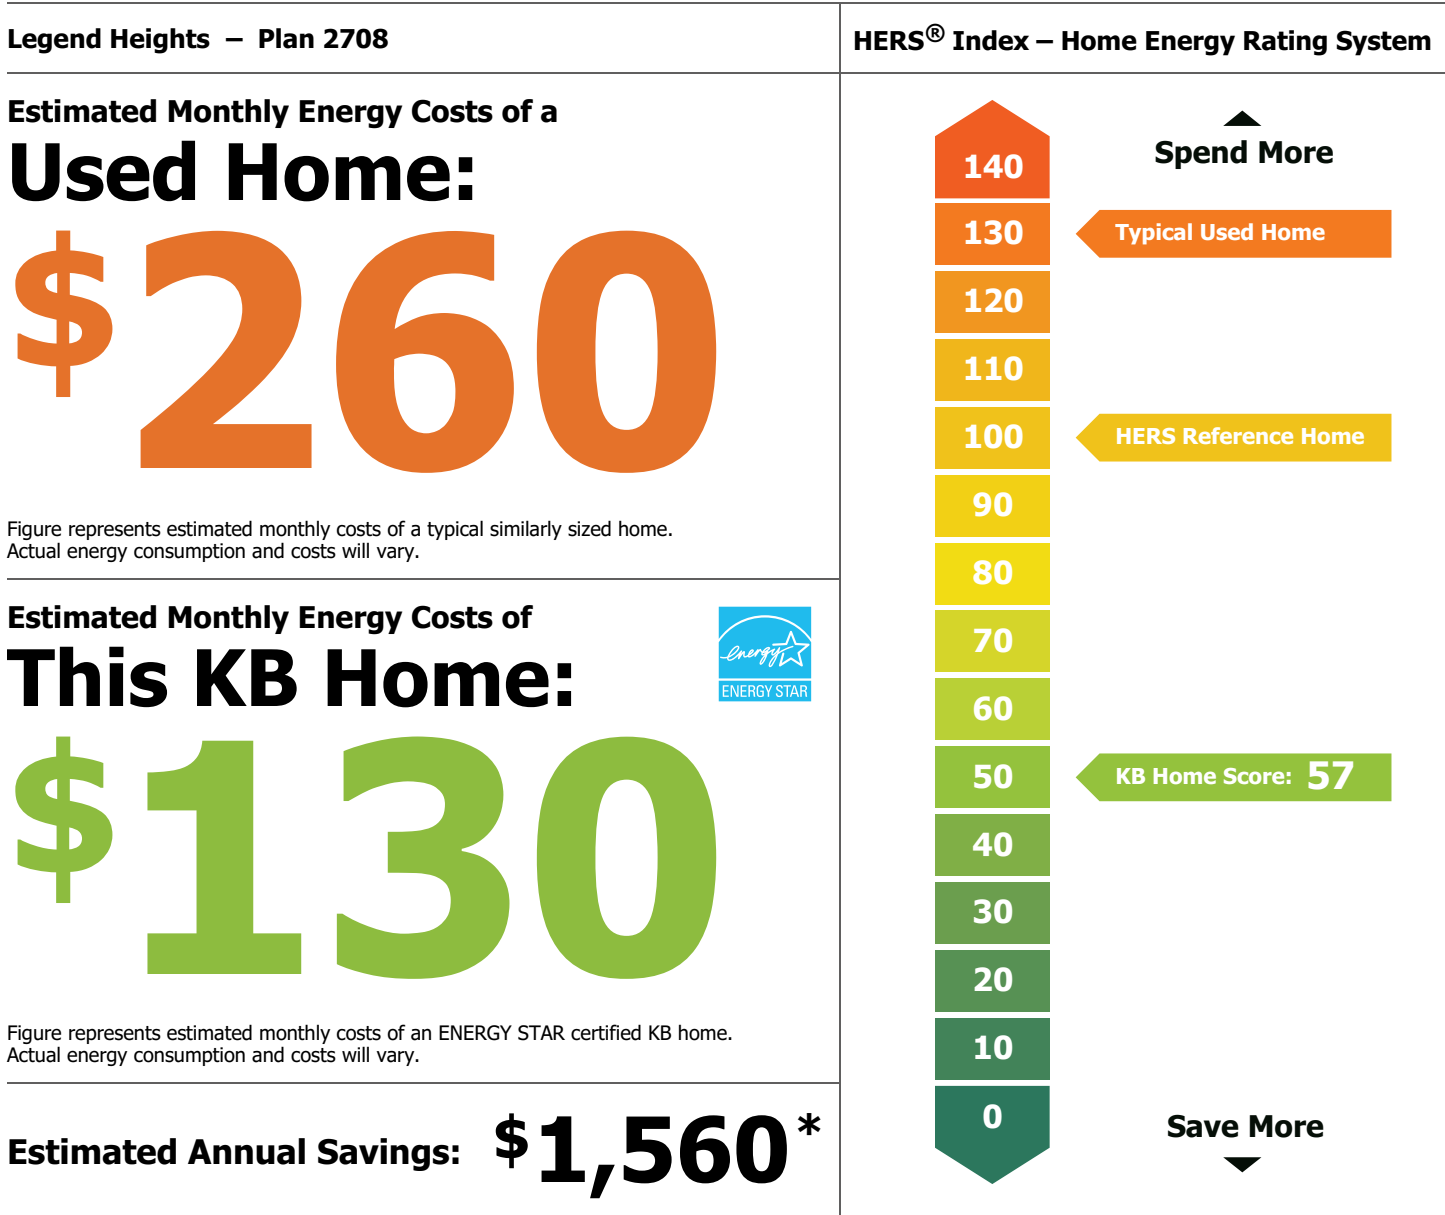 Legend Heights – Plan 2708
Estimated Monthly Energy Costs of a
Used Home:
$260
Figure represents estimated monthly costs of a typical similarly sized home.
Actual energy consumption and costs will vary.
Estimated Monthly Energy Costs of
This KB Home:
energy
ENERGY STAR
$130
Figure represents estimated monthly costs of an ENERGY STAR certified KB home.
Actual energy consumption and costs will vary.
Estimated Annual Savings: $1,560*
HERS® Index – Home Energy Rating System
Spend More
140
130 Typical Used Home
120
110
100 HERS Reference Home
90
80
70
60
50 KB Home Score: 57
40
30
20
10
0
Save More